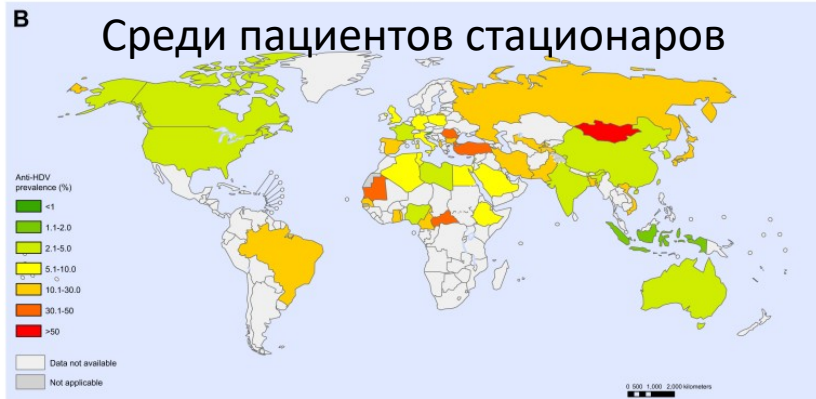 B
Среди пациентов стационаров
Anti-HDV
prevalence (%)
<1
1.1-2.0
2.1-5.0
5.1-10.0
10.1-30.0
30.1-50
>50
Data not available
Not applicable
0 500 1,000 2,000 kilometers